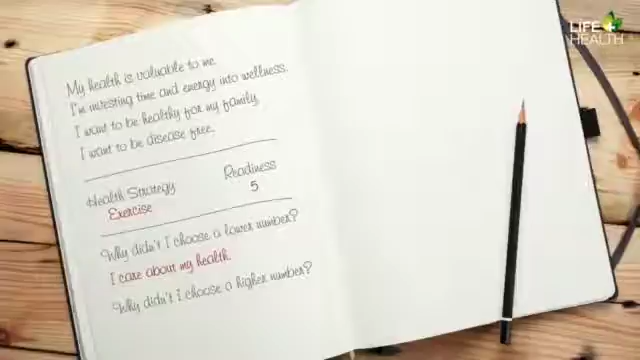 LIFE+
HEALTH
My health is valuable to me.
I'm investing time and energy into wellness.
I want to be healthy for my family.
I want to be disease free.
Health Strategy Readiness
Exercise 5
Why didn't I choose a lower number?
I care about my health.
Why didn't I choose a higher number?